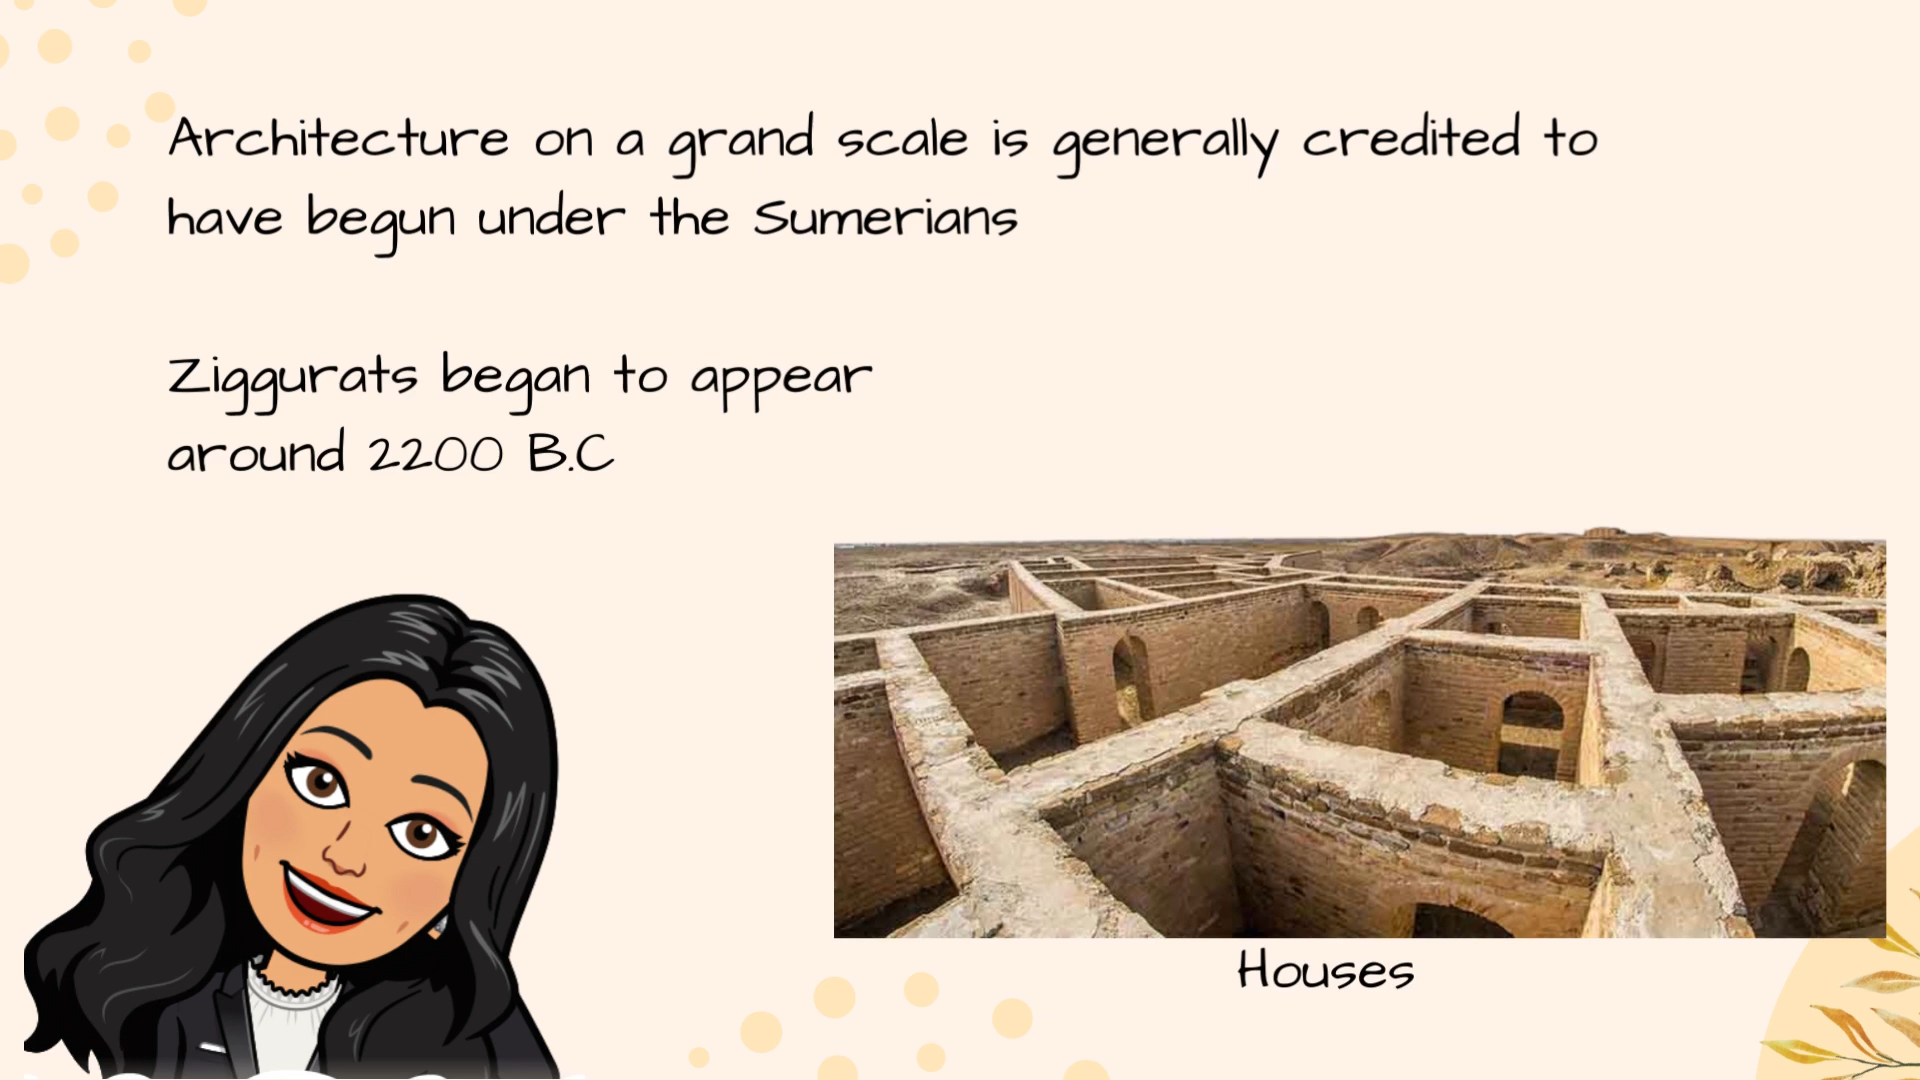 Architecture on a grand scale is generally credited to
have begun under the Sumerians
Ziggurats began to appear
around 2200 B.C
Houses